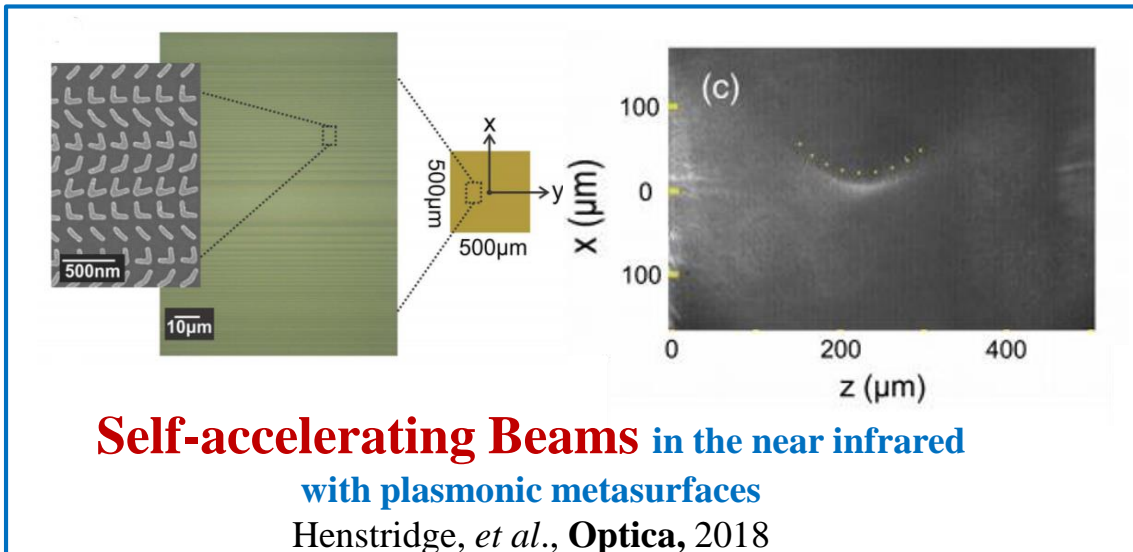 500nm
10μm
x
y
500μm
500μm
(c)
100
0
100
x (μm)
0
200
400
z (μm)
Self-accelerating Beams in the near infrared
with plasmonic metasurfaces
Henstridge, et al., Optica, 2018